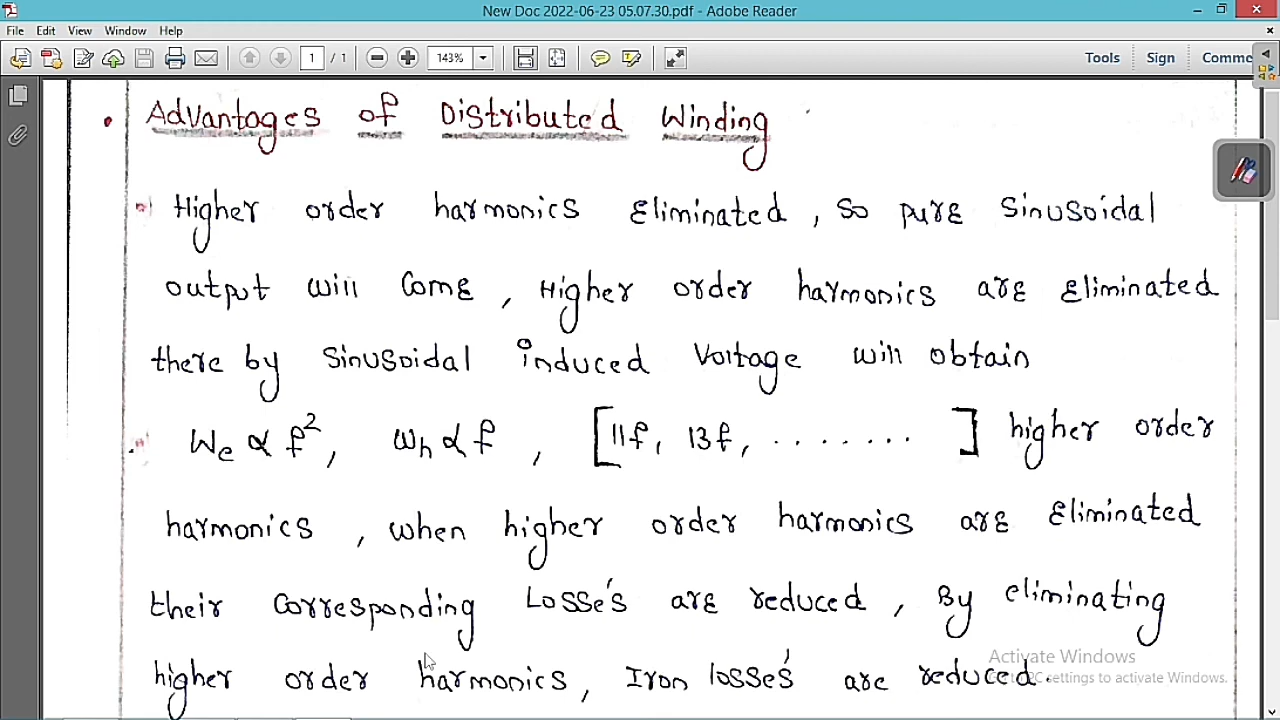 New Doc 2022-06-23 05.07.30.pdf - Adobe Reader
File Edit View Window Help
1 / 1 143% Tools Sign Comme
• Advantages of Distributed Winding
Higher order harmonics Eliminated, so pure Sinusoidal
output will Come, Higher order harmonics are Eliminated
there by Sinusoidal induced Voltage will obtain
We ∝ f², Wh ∝ f, [11f, 13f, ........] higher order
harmonics, when higher order harmonics are Eliminated
their Corresponding Losse's are reduced, By eliminating
higher order harmonics, Iron losse's are reduced.
Activate Windows
PC settings to activate Windows.